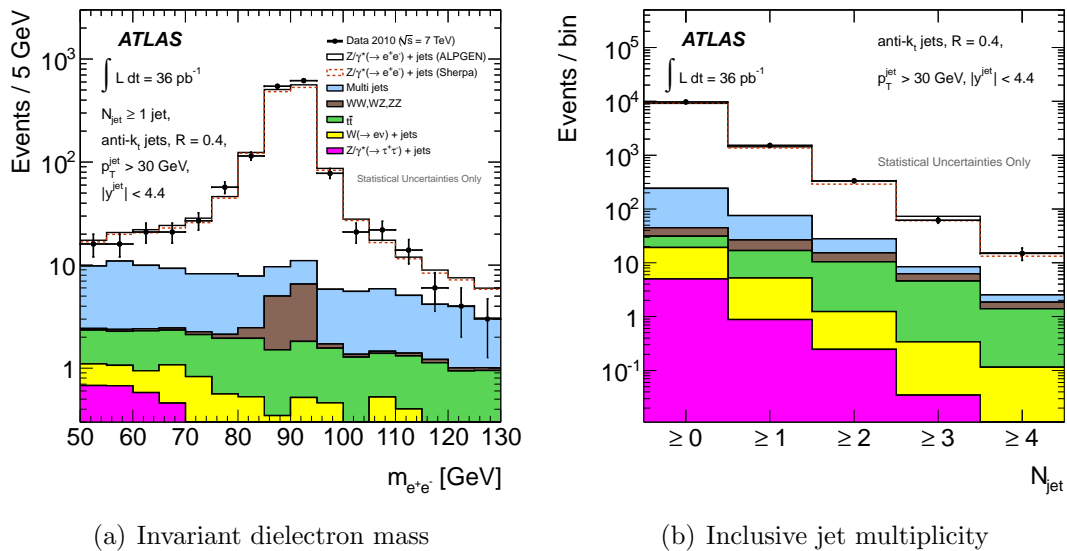 Events / 5 GeV
10³
10²
10
1
ATLAS
∫ L dt = 36 pb⁻¹
N_jet ≥ 1 jet,
anti-k_t jets, R = 0.4,
p_T^jet > 30 GeV,
|y^jet| < 4.4
Data 2010 (√s = 7 TeV)
Z/γ*(→ e⁺e⁻) + jets (ALPGEN)
Z/γ*(→ e⁺e⁻) + jets (Sherpa)
Multi jets
WW,WZ,ZZ
tt̄
W(→ eν) + jets
Z/γ*(→ τ⁺τ⁻) + jets
Statistical Uncertainties Only
50 60 70 80 90 100 110 120 130
m_e⁺e⁻ [GeV]
(a) Invariant dielectron mass
Events / bin
10⁵
10⁴
10³
10²
10
1
10⁻¹
ATLAS
∫ L dt = 36 pb⁻¹
anti-k_t jets, R = 0.4,
p_T^jet > 30 GeV, |y^jet| < 4.4
Statistical Uncertainties Only
≥ 0 ≥ 1 ≥ 2 ≥ 3 ≥ 4
N_jet
(b) Inclusive jet multiplicity